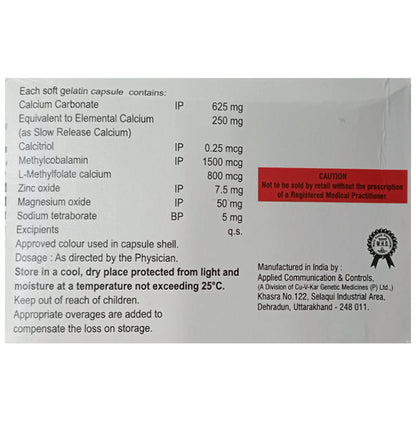 Each soft gelatin capsule contains:
Calcium Carbonate IP 625 mg
Equivalent to Elemental Calcium 250 mg
(as Slow Release Calcium)
Calcitriol IP 0.25 mcg
Methylcobalamin IP 1500 mcg
L-Methylfolate calcium 800 mcg
Zinc oxide IP 7.5 mg
Magnesium oxide IP 50 mg
Sodium tetraborate BP 5 mg
Excipients q.s.
Approved colour used in capsule shell.
Dosage : As directed by the Physician.
Store in a cool, dry place protected from light and
moisture at a temperature not exceeding 25°C.
Keep out of reach of children.
Appropriate overages are added to
compensate the loss on storage.
CAUTION
Not to be sold by retail without the prescription
of a Registered Medical Practitioner.
W.H.O.
Manufactured in India by :
Applied Communication & Controls,
(A Division of Cu-V-Kar Genetic Medicines (P) Ltd.,)
Khasra No.122, Selaqui Industrial Area,
Dehradun, Uttarakhand - 248 011.